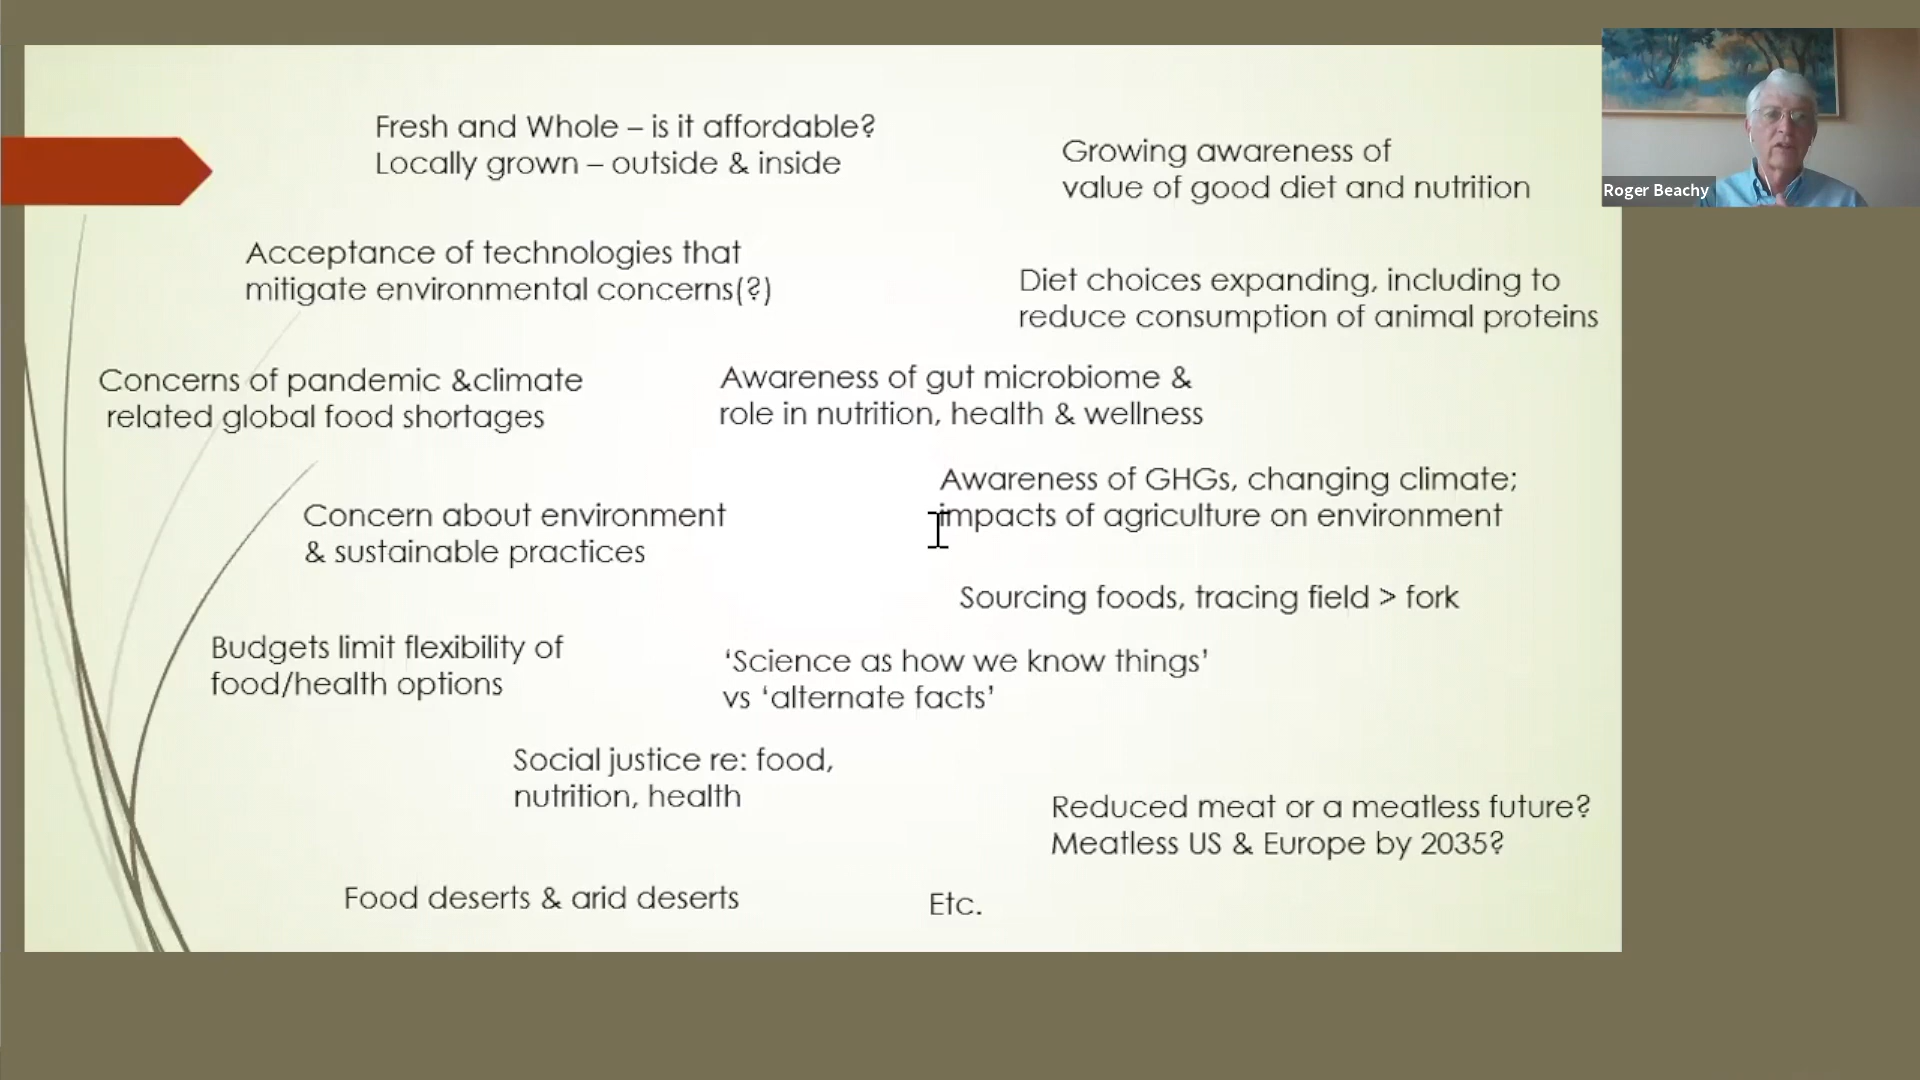 Fresh and Whole – is it affordable?
Locally grown – outside & inside
Growing awareness of
value of good diet and nutrition
Roger Beachy
Acceptance of technologies that
mitigate environmental concerns(?)
Diet choices expanding, including to
reduce consumption of animal proteins
Concerns of pandemic &climate
related global food shortages
Awareness of gut microbiome &
role in nutrition, health & wellness
Awareness of GHGs, changing climate;
impacts of agriculture on environment
Concern about environment
& sustainable practices
Sourcing foods, tracing field > fork
Budgets limit flexibility of
food/health options
‘Science as how we know things’
vs ‘alternate facts’
Social justice re: food,
nutrition, health
Reduced meat or a meatless future?
Meatless US & Europe by 2035?
Food deserts & arid deserts
Etc.